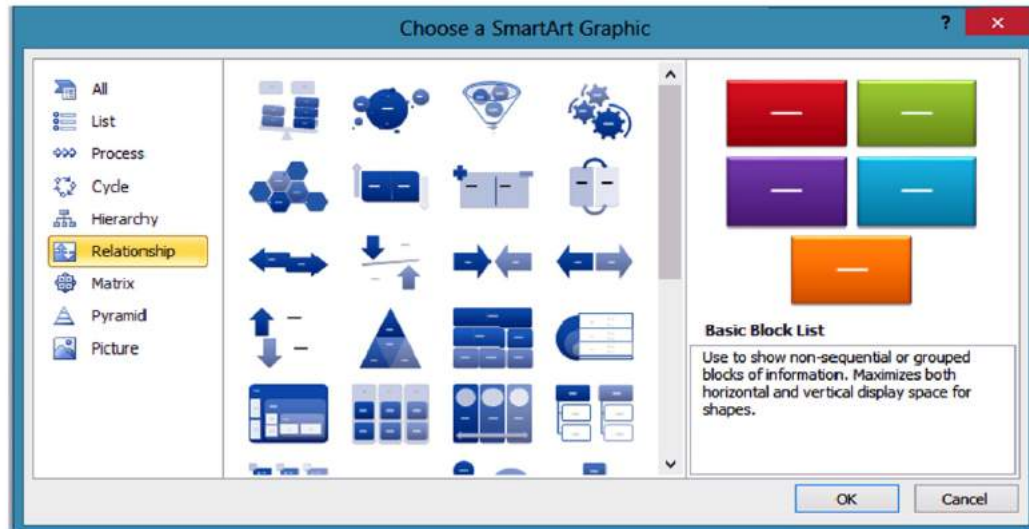 Choose a SmartArt Graphic
?
All
List
Process
Cycle
Hierarchy
Relationship
Matrix
Pyramid
Picture
Basic Block List
Use to show non-sequential or grouped
blocks of information. Maximizes both
horizontal and vertical display space for
shapes.
OK
Cancel